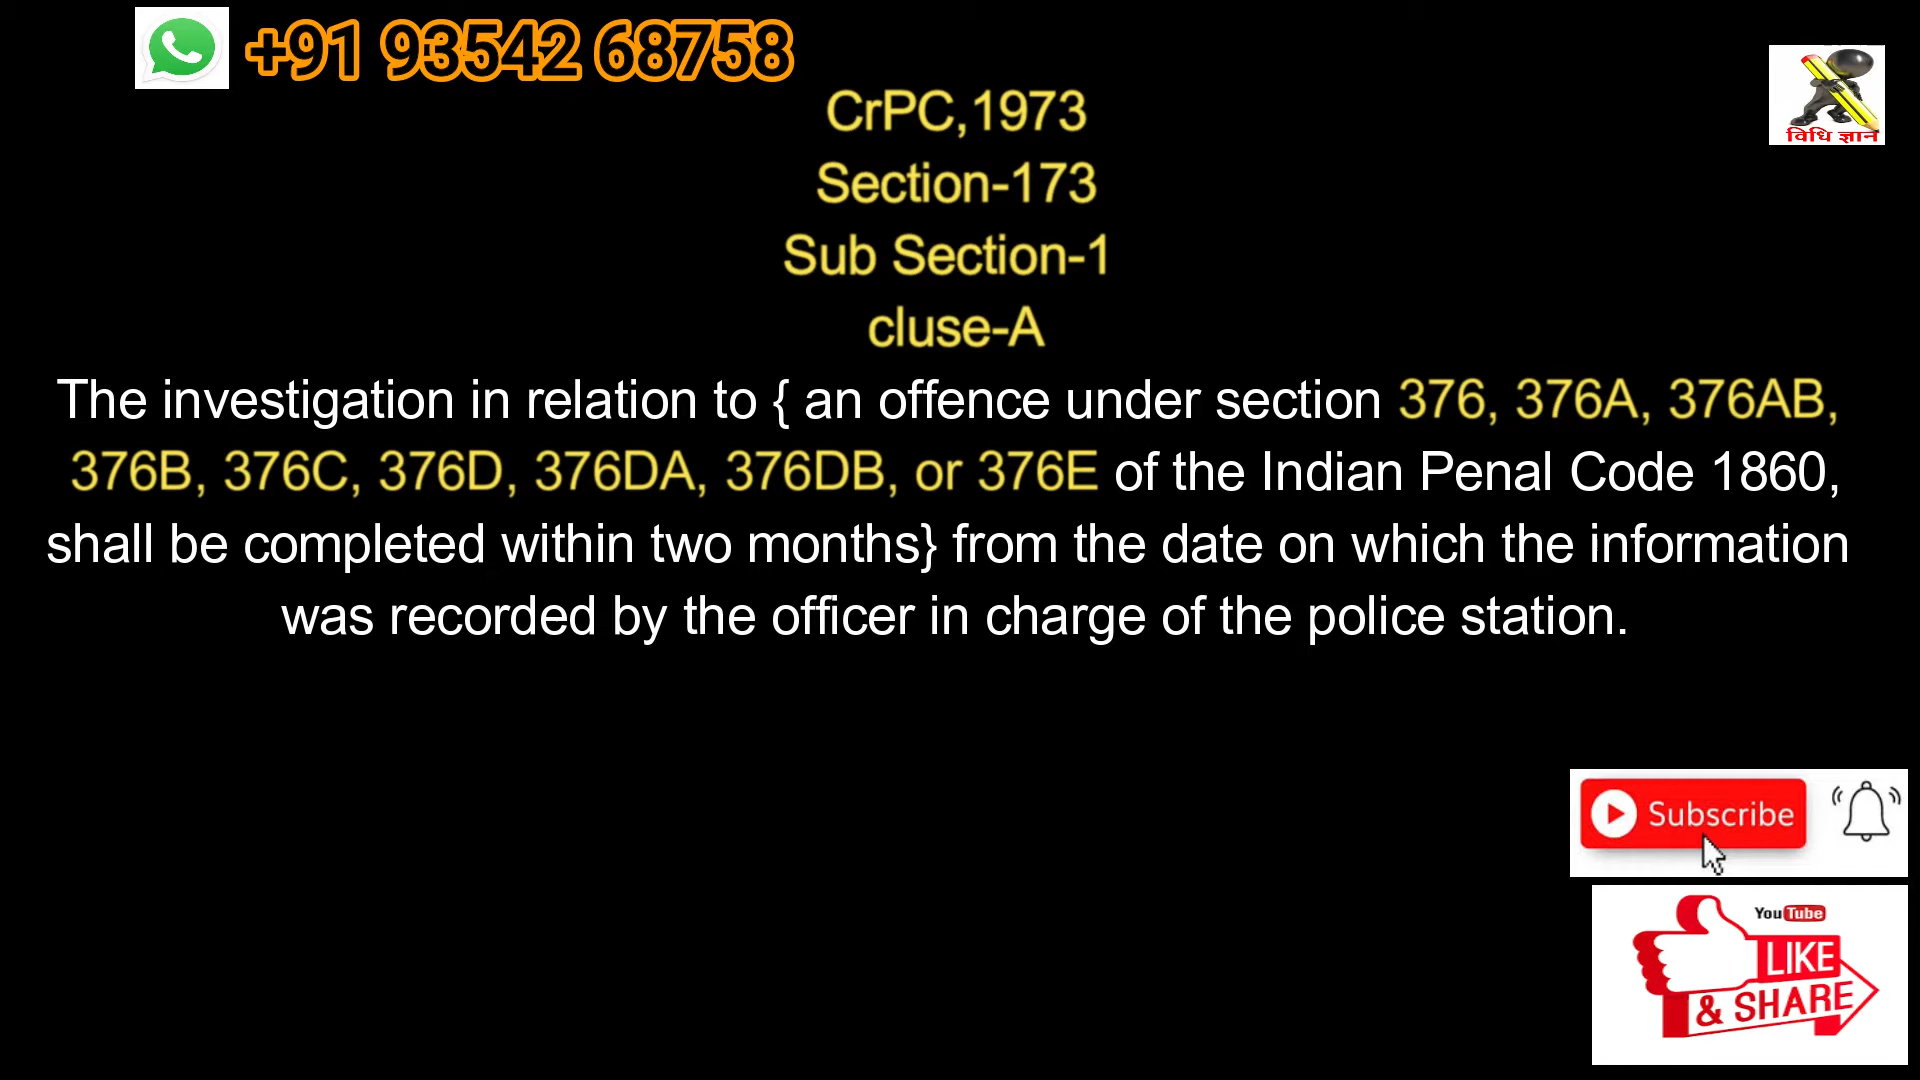 +91 93542 68758
CrPC,1973
विधि ज्ञान
Section-173
Sub Section-1
cluse-A
The investigation in relation to { an offence under section 376, 376A, 376AB,
376B, 376C, 376D, 376DA, 376DB, or 376E of the Indian Penal Code 1860,
shall be completed within two months} from the date on which the information
was recorded by the officer in charge of the police station.
Subscribe
YouTube
LIKE
& SHARE